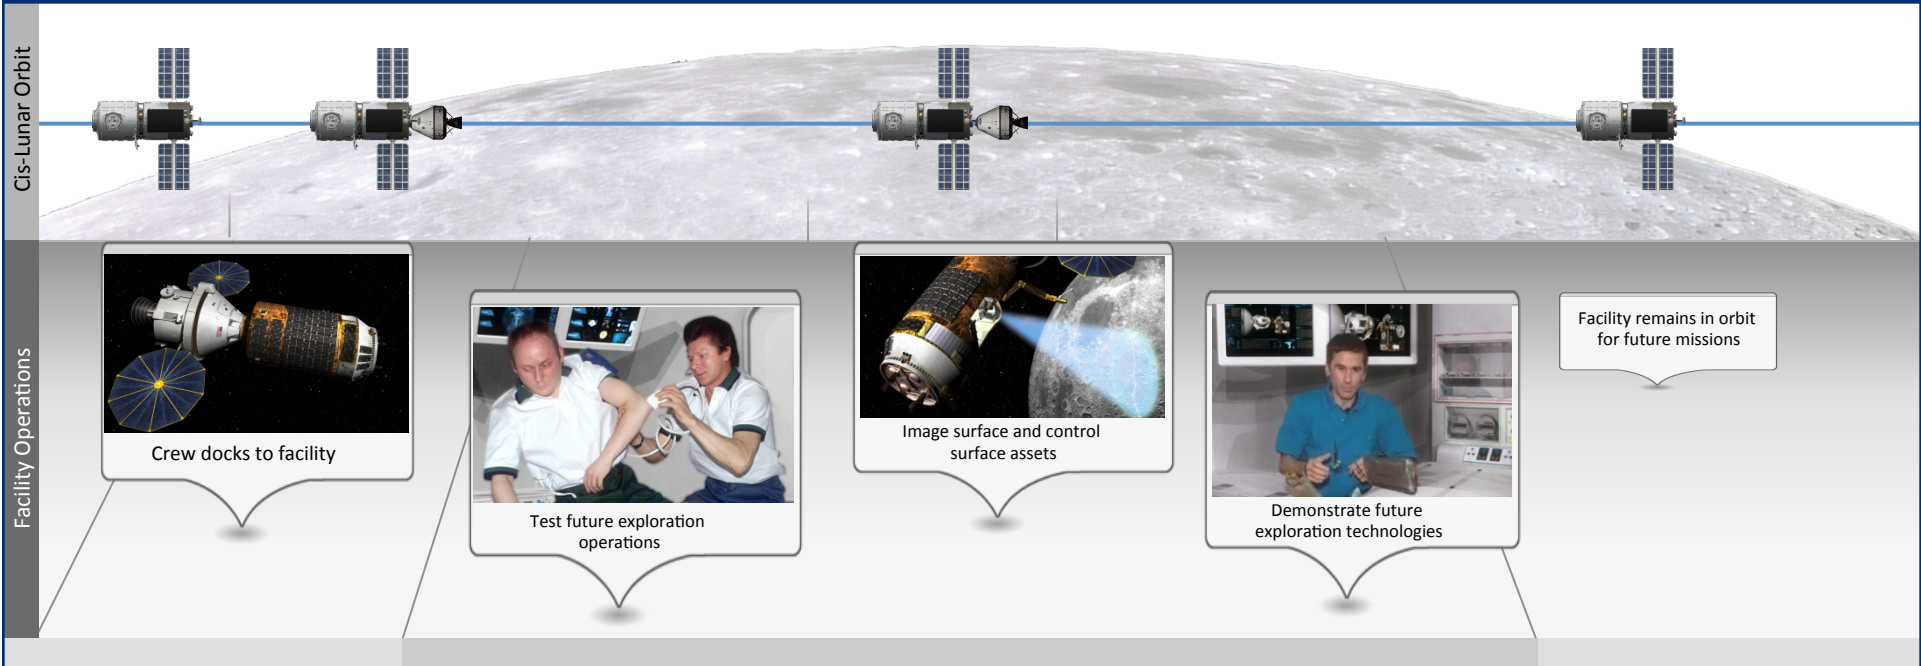 Cis-Lunar Orbit
Facility Operations
Crew docks to facility
Test future exploration
operations
Image surface and control
surface assets
Demonstrate future
exploration technologies
Facility remains in orbit
for future missions